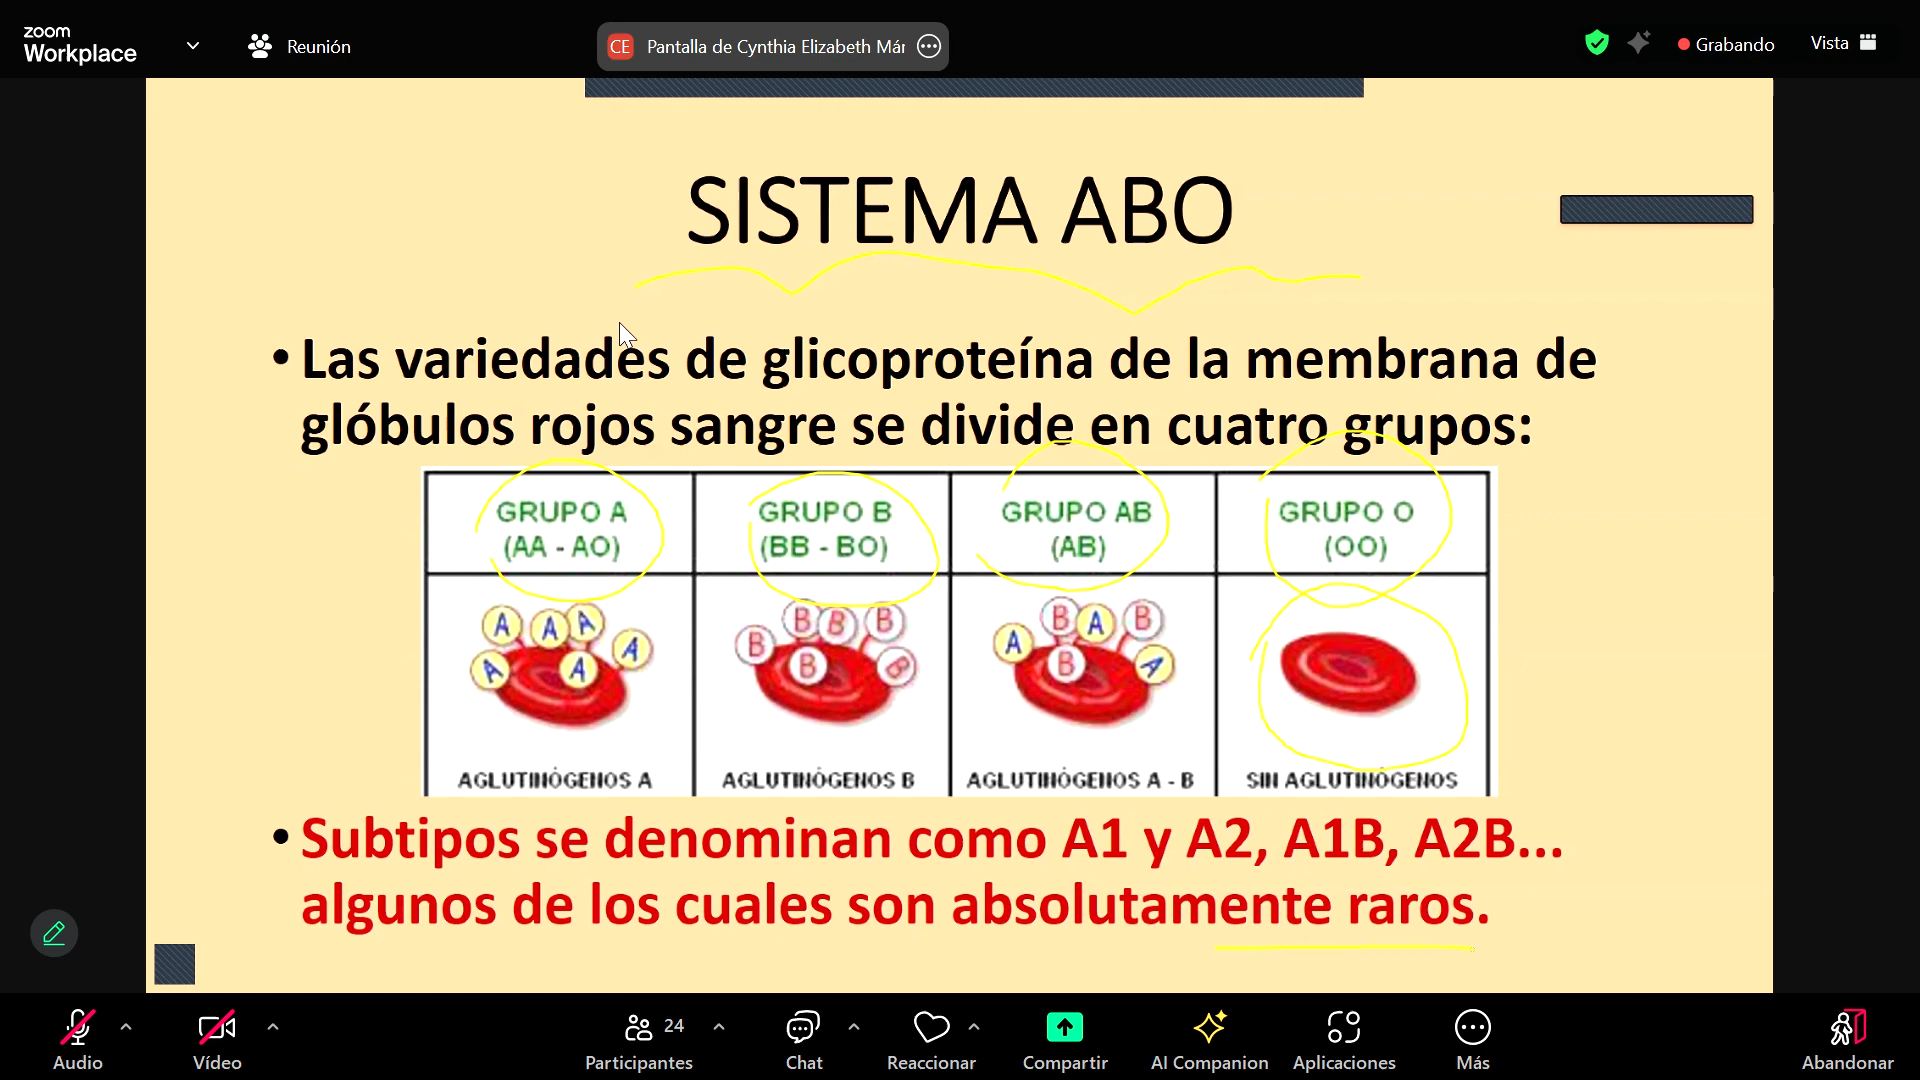 zoom
Workplace
Reunión
CE Pantalla de Cynthia Elizabeth Már
Grabando
Vista
SISTEMA ABO
• Las variedades de glicoproteína de la membrana de
glóbulos rojos sangre se divide en cuatro grupos:
GRUPO A
(AA - AO)
GRUPO B
(BB - BO)
GRUPO AB
(AB)
GRUPO O
(OO)
A A A A A A
B B B B B B
A B A B B A
AGLUTINÓGENOS A
AGLUTINÓGENOS B
AGLUTINÓGENOS A - B
SIN AGLUTINÓGENOS
• Subtipos se denominan como A1 y A2, A1B, A2B...
algunos de los cuales son absolutamente raros.
Audio
Vídeo
24
Participantes
Chat
Reaccionar
Compartir
AI Companion
Aplicaciones
Más
Abandonar